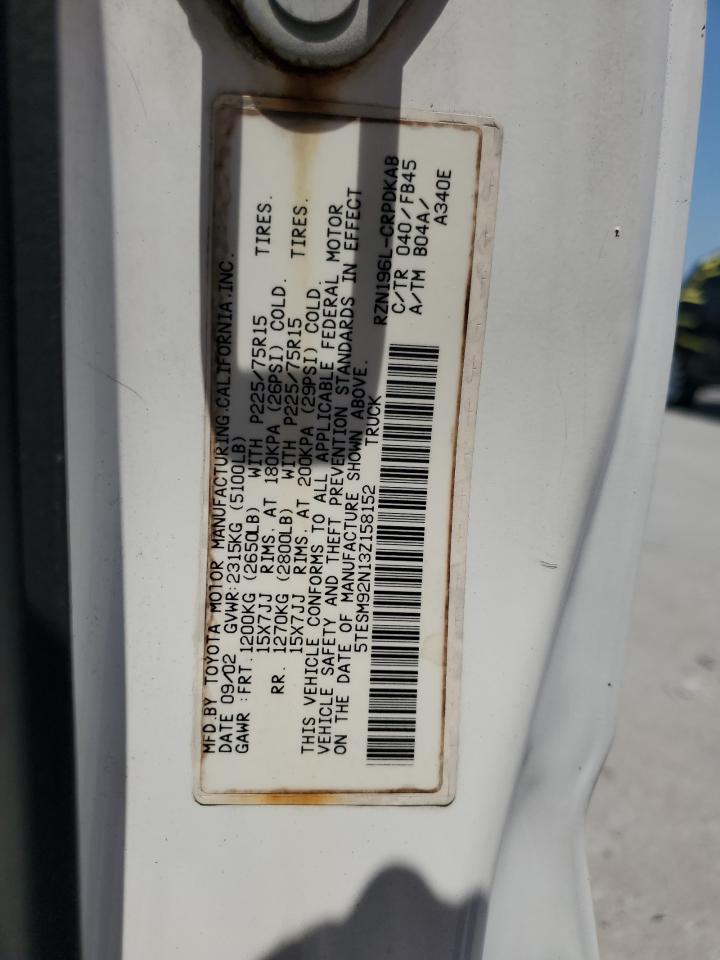 MFD.BY TOYOTA MOTOR MANUFACTURING.CALIFORNIA.INC.
DATE 09/02 GVWR:2315KG (5100LB)
GAWR :FRT.1200KG (2650LB) WITH P225/75R15 TIRES.
15X7JJ RIMS. AT 180KPA (26PSI) COLD.
RR. 1270KG (2800LB) WITH P225/75R15 TIRES.
15X7JJ RIMS. AT 200KPA (29PSI) COLD.
THIS VEHICLE CONFORMS TO ALL APPLICABLE FEDERAL MOTOR
VEHICLE SAFETY AND THEFT PREVENTION STANDARDS IN EFFECT
ON THE DATE OF MANUFACTURE SHOWN ABOVE.
5TESM92N13Z158152 TRUCK RZN196L-CRPDKAB
C/TR 040/FB45
A/TM B04A/
A340E